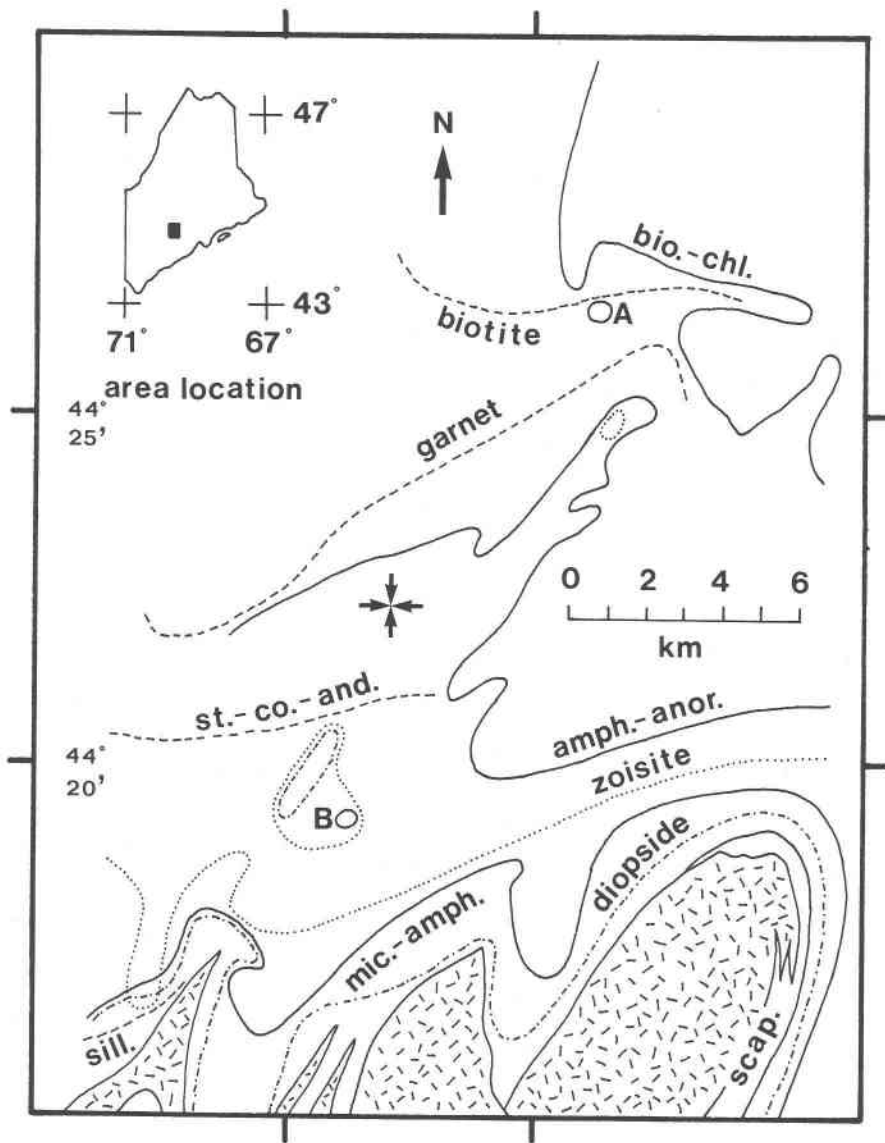 47°
43°
71° 67°
area location
N
bio.-chl.
A
biotite
44°
25'
garnet
0 2 4 6
km
st.-co.-and.
amph.-anor.
44°
20'
zoisite
B
diopside
mic.-amph.
sill.
scap.